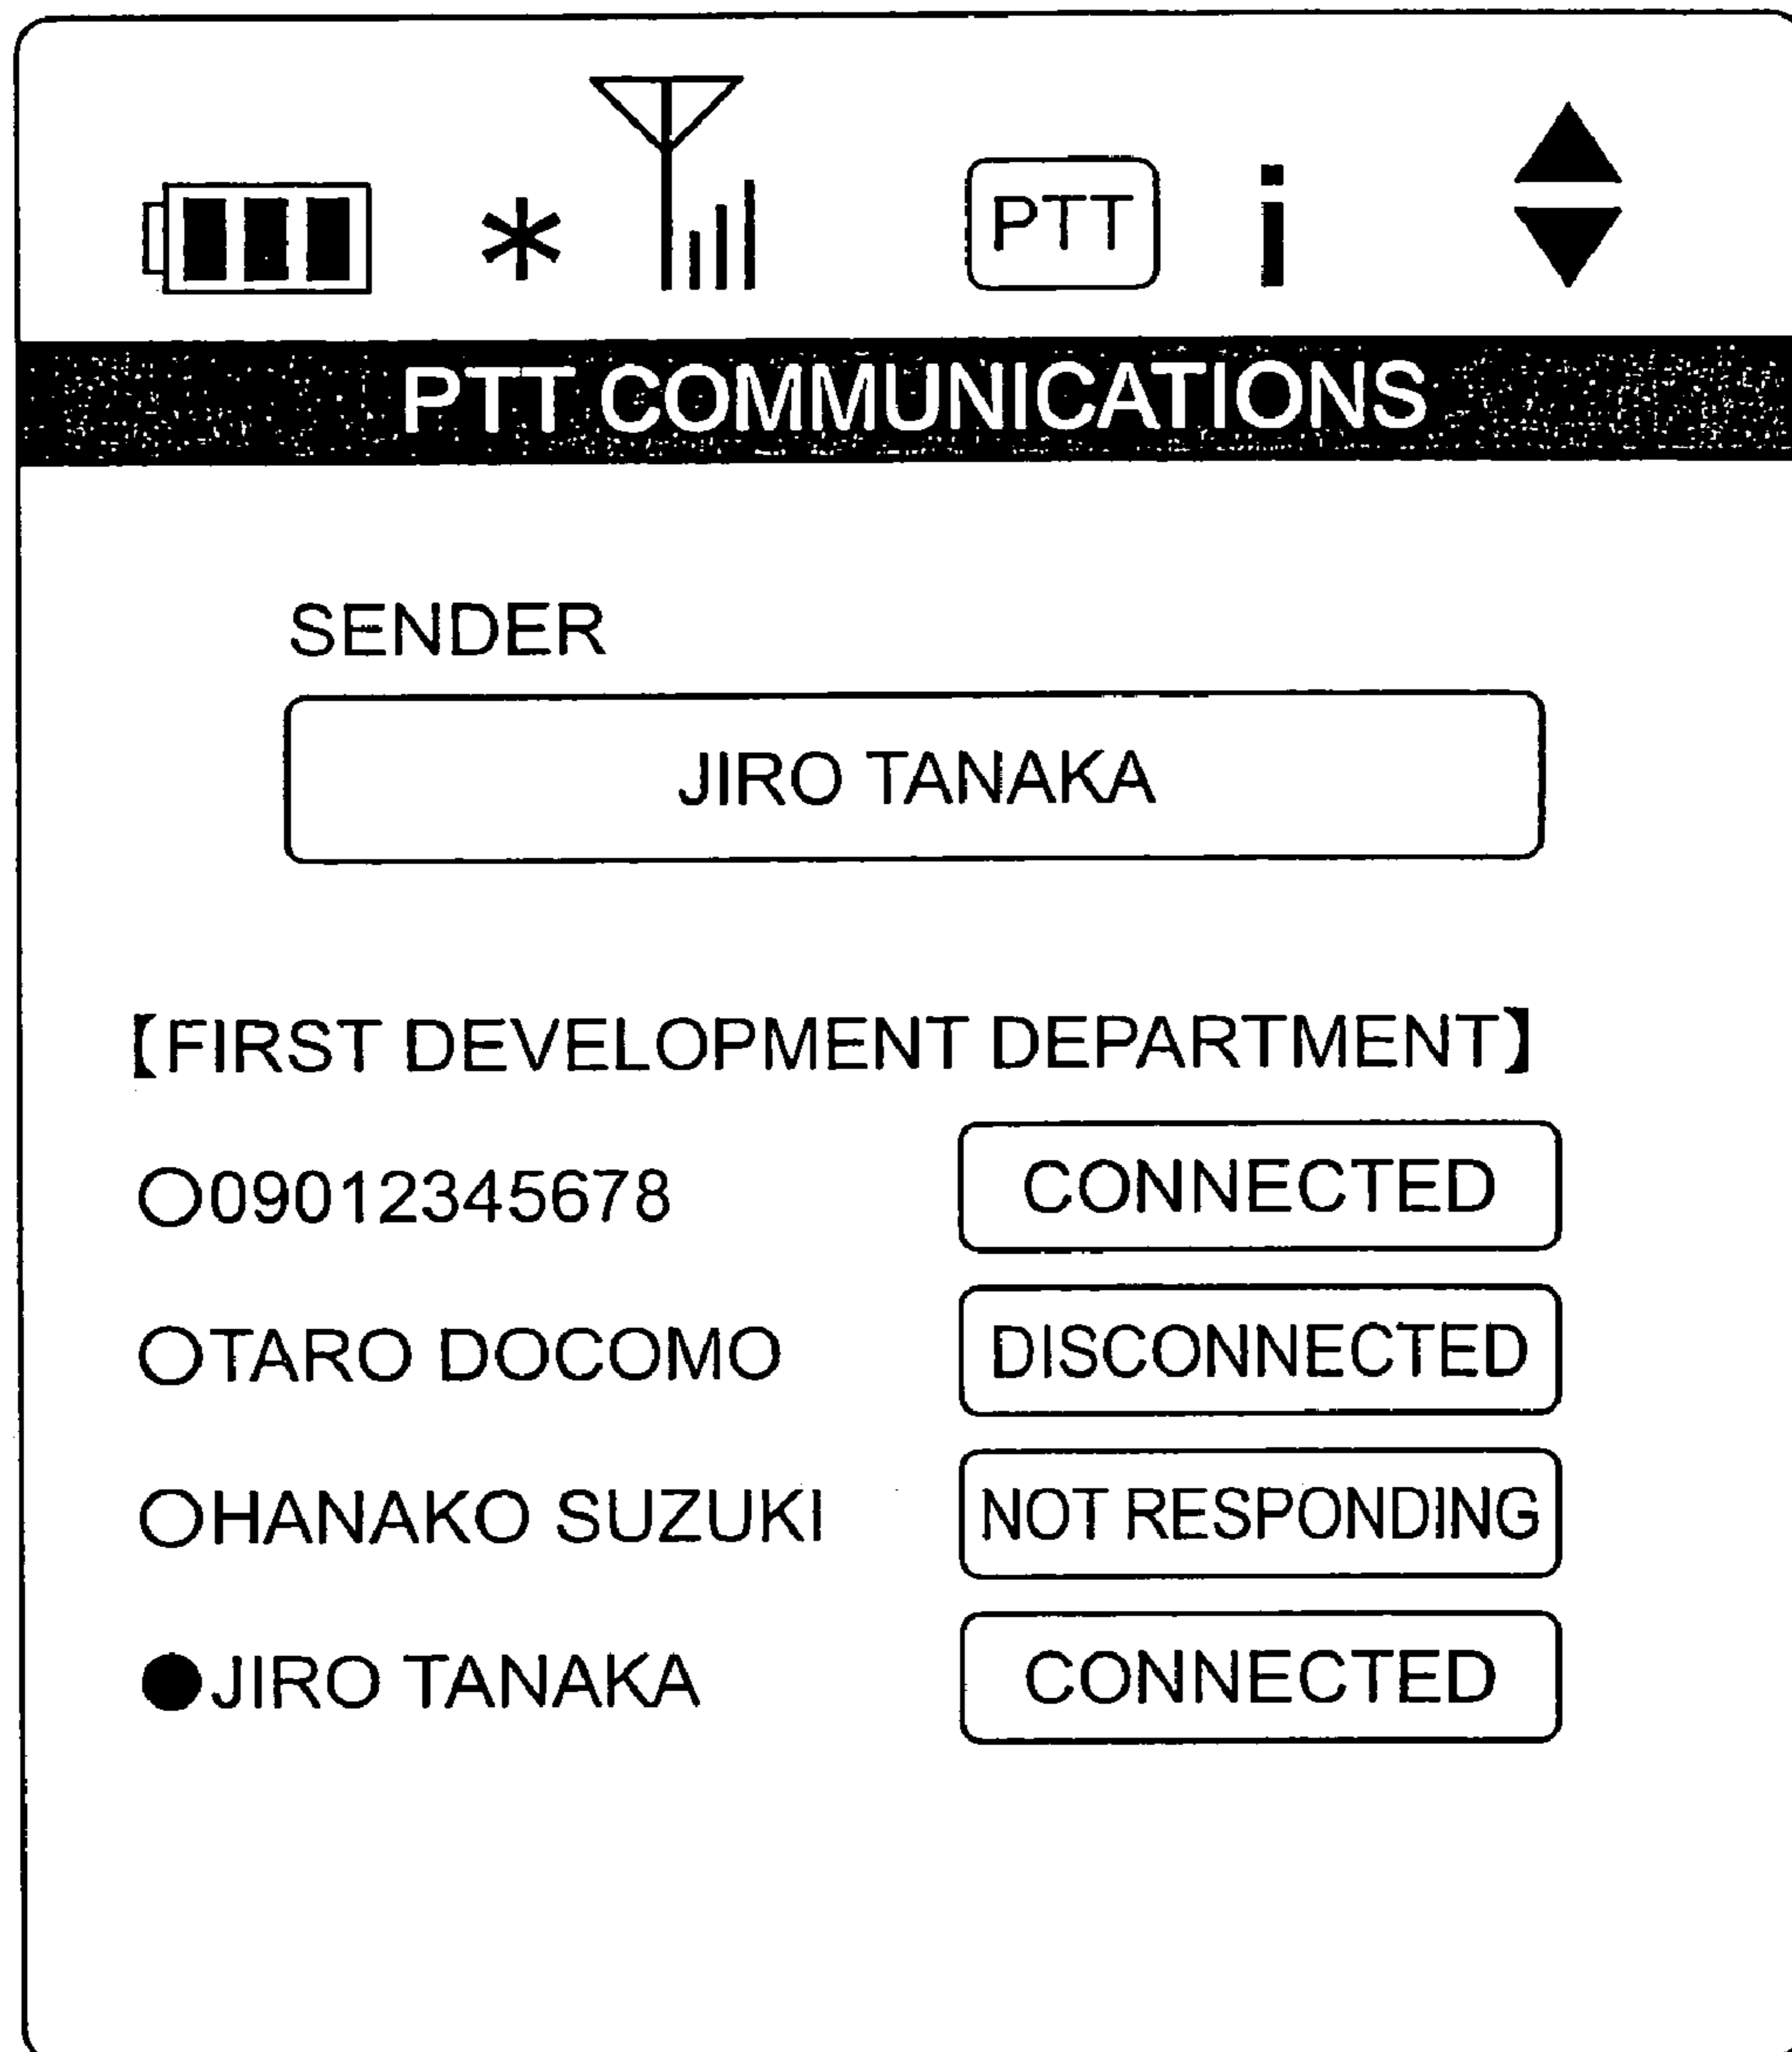 * PTT i
PTT COMMUNICATIONS
SENDER
JIRO TANAKA
【FIRST DEVELOPMENT DEPARTMENT】
○09012345678 CONNECTED
○TARO DOCOMO DISCONNECTED
○HANAKO SUZUKI NOT RESPONDING
●JIRO TANAKA CONNECTED